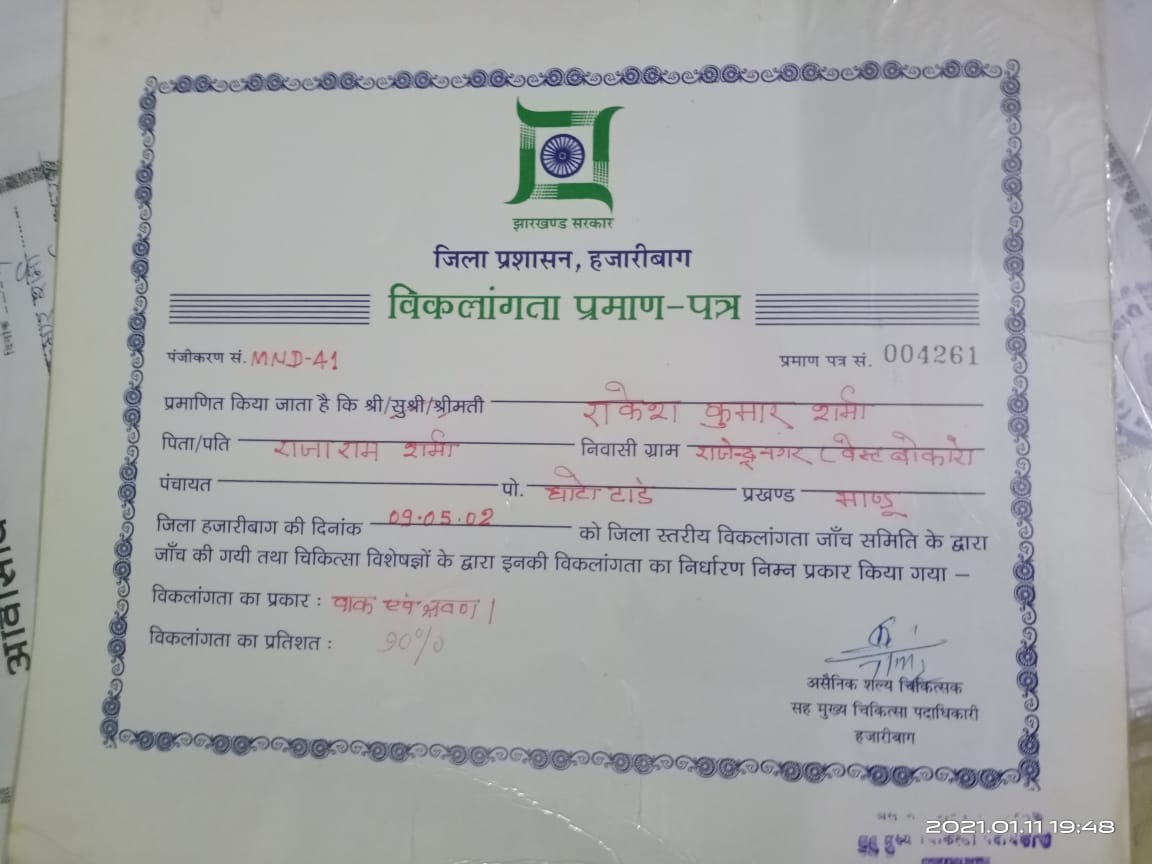 झारखण्ड सरकार
जिला प्रशासन, हजारीबाग
विकलांगता प्रमाण-पत्र
पंजीकरण सं. MND-41 प्रमाण पत्र सं. 004261
प्रमाणित किया जाता है कि श्री/सुश्री/श्रीमती राकेश कुमार शर्मा
पिता/पति राजा राम शर्मा निवासी ग्राम राजेन्द्र नगर ( वेस्ट बोकारो
पंचायत पो. घाटो टाडे प्रखण्ड माण्डू
जिला हजारीबाग की दिनांक 09.05.02 को जिला स्तरीय विकलांगता जाँच समिति के द्वारा
जाँच की गयी तथा चिकित्सा विशेषज्ञों के द्वारा इनकी विकलांगता का निर्धारण निम्न प्रकार किया गया –
विकलांगता का प्रकार : वाक एवं श्रवण।
विकलांगता का प्रतिशत : 90%
असैनिक शल्य चिकित्सक
सह मुख्य चिकित्सा पदाधिकारी
हजारीबाग
2021.01.11 19:48